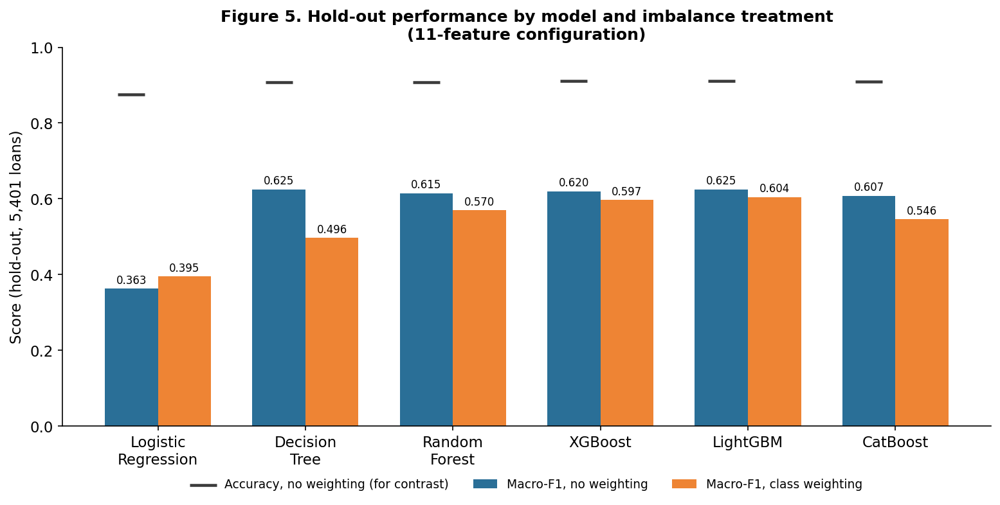 Figure 5. Hold-out performance by model and imbalance treatment
(11-feature configuration)
Score (hold-out, 5,401 loans)
1.0
0.8
0.6
0.4
0.2
0.0
0.363
0.395
0.625
0.496
0.615
0.570
0.620
0.597
0.625
0.604
0.607
0.546
Logistic
Regression
Decision
Tree
Random
Forest
XGBoost
LightGBM
CatBoost
Accuracy, no weighting (for contrast)
Macro-F1, no weighting
Macro-F1, class weighting